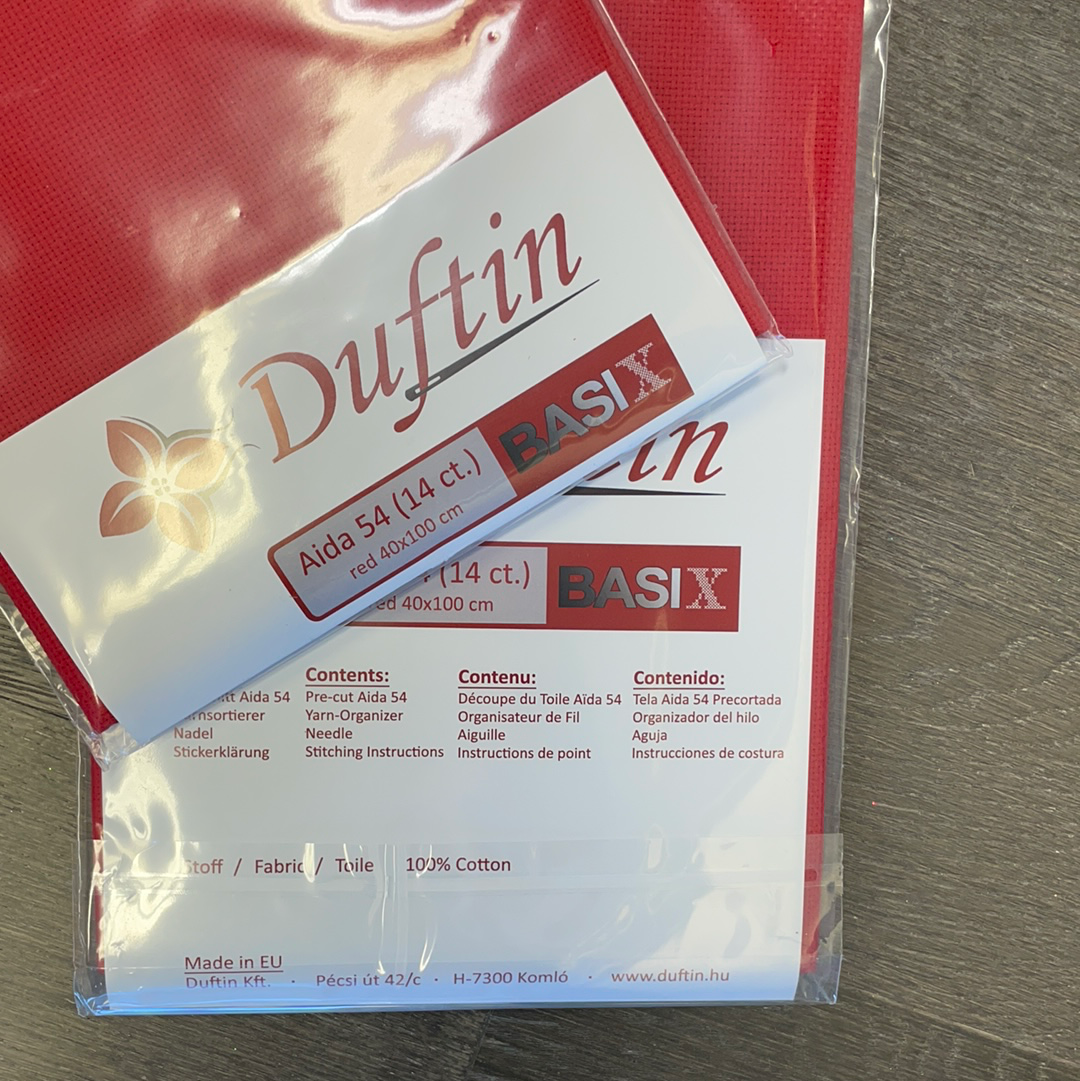 Duftin
Aida 54 (14 ct.)
red 40x100 cm
BASIX
(14 ct.)
40x100 cm
BASIX
Aida 54
Nadel
Stickerklärung
Contents:
Pre-cut Aida 54
Yarn-Organizer
Needle
Stitching Instructions
Contenu:
Découpe du Toile Aïda 54
Organisateur de Fil
Aiguille
Instructions de point
Contenido:
Tela Aida 54 Precortada
Organizador del hilo
Aguja
Instrucciones de costura
Stoff / Fabric / Toile 100% Cotton
Made in EU
Duftin Kft. · Pécsi út 42/c · H-7300 Komló · www.duftin.hu